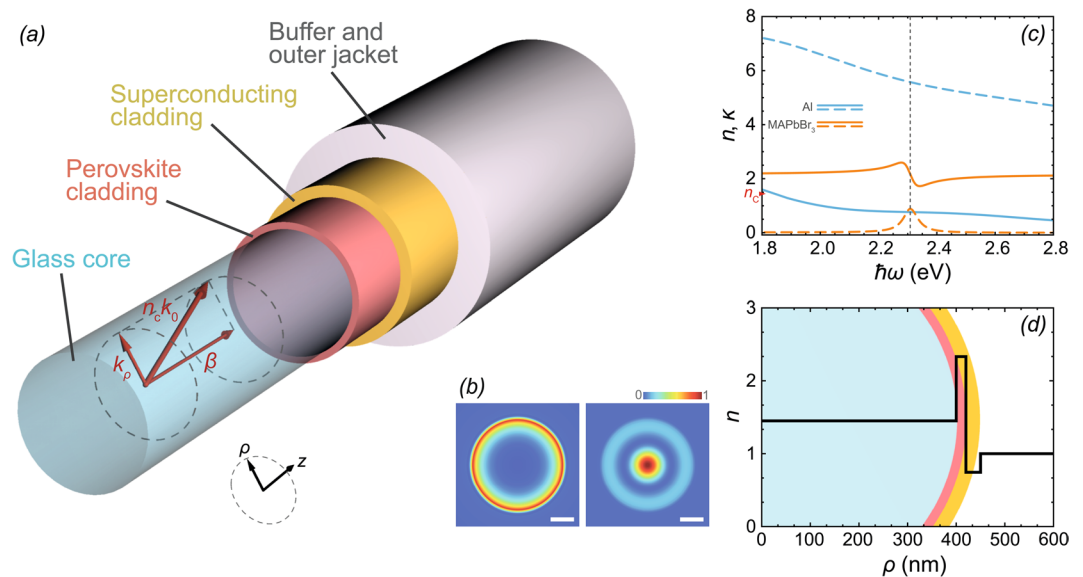 (a)
Buffer and
outer jacket
Superconducting
cladding
Perovskite
cladding
Glass core
n_c k_0
k_ρ
β
ρ
z
(b)
0
1
(c)
n, κ
8
6
4
2
n_c
0
Al
MAPbBr₃
1.8
2.0
2.2
2.4
2.6
2.8
ħω (eV)
(d)
n
3
2
1
0
0
100
200
300
400
500
600
ρ (nm)